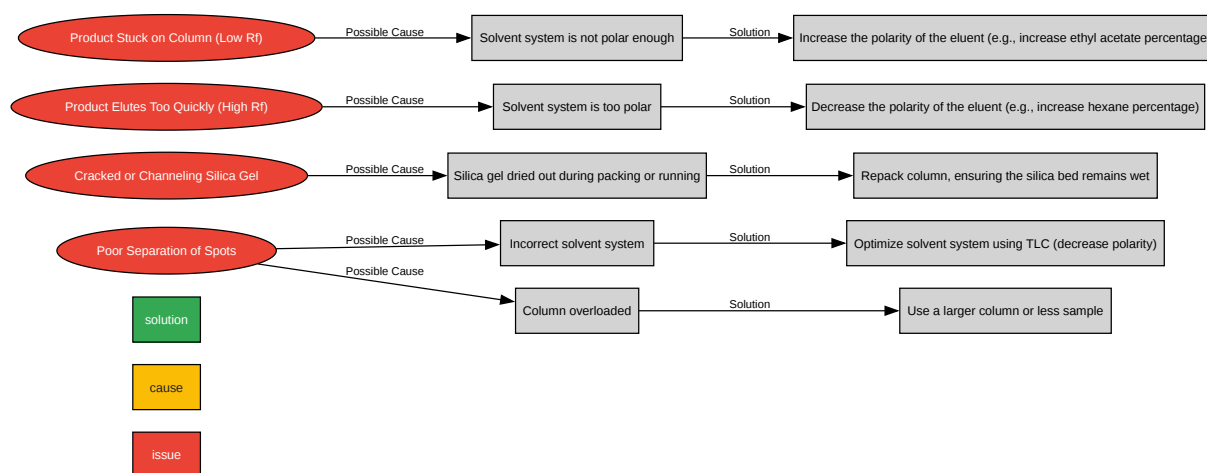 Product Stuck on Column (Low Rf)
Possible Cause
Solvent system is not polar enough
Solution
Increase the polarity of the eluent (e.g., increase ethyl acetate percentage
Product Elutes Too Quickly (High Rf)
Possible Cause
Solvent system is too polar
Solution
Decrease the polarity of the eluent (e.g., increase hexane percentage)
Cracked or Channeling Silica Gel
Possible Cause
Silica gel dried out during packing or running
Solution
Repack column, ensuring the silica bed remains wet
Poor Separation of Spots
Possible Cause
Incorrect solvent system
Solution
Optimize solvent system using TLC (decrease polarity)
Possible Cause
Column overloaded
Solution
Use a larger column or less sample
solution
cause
issue